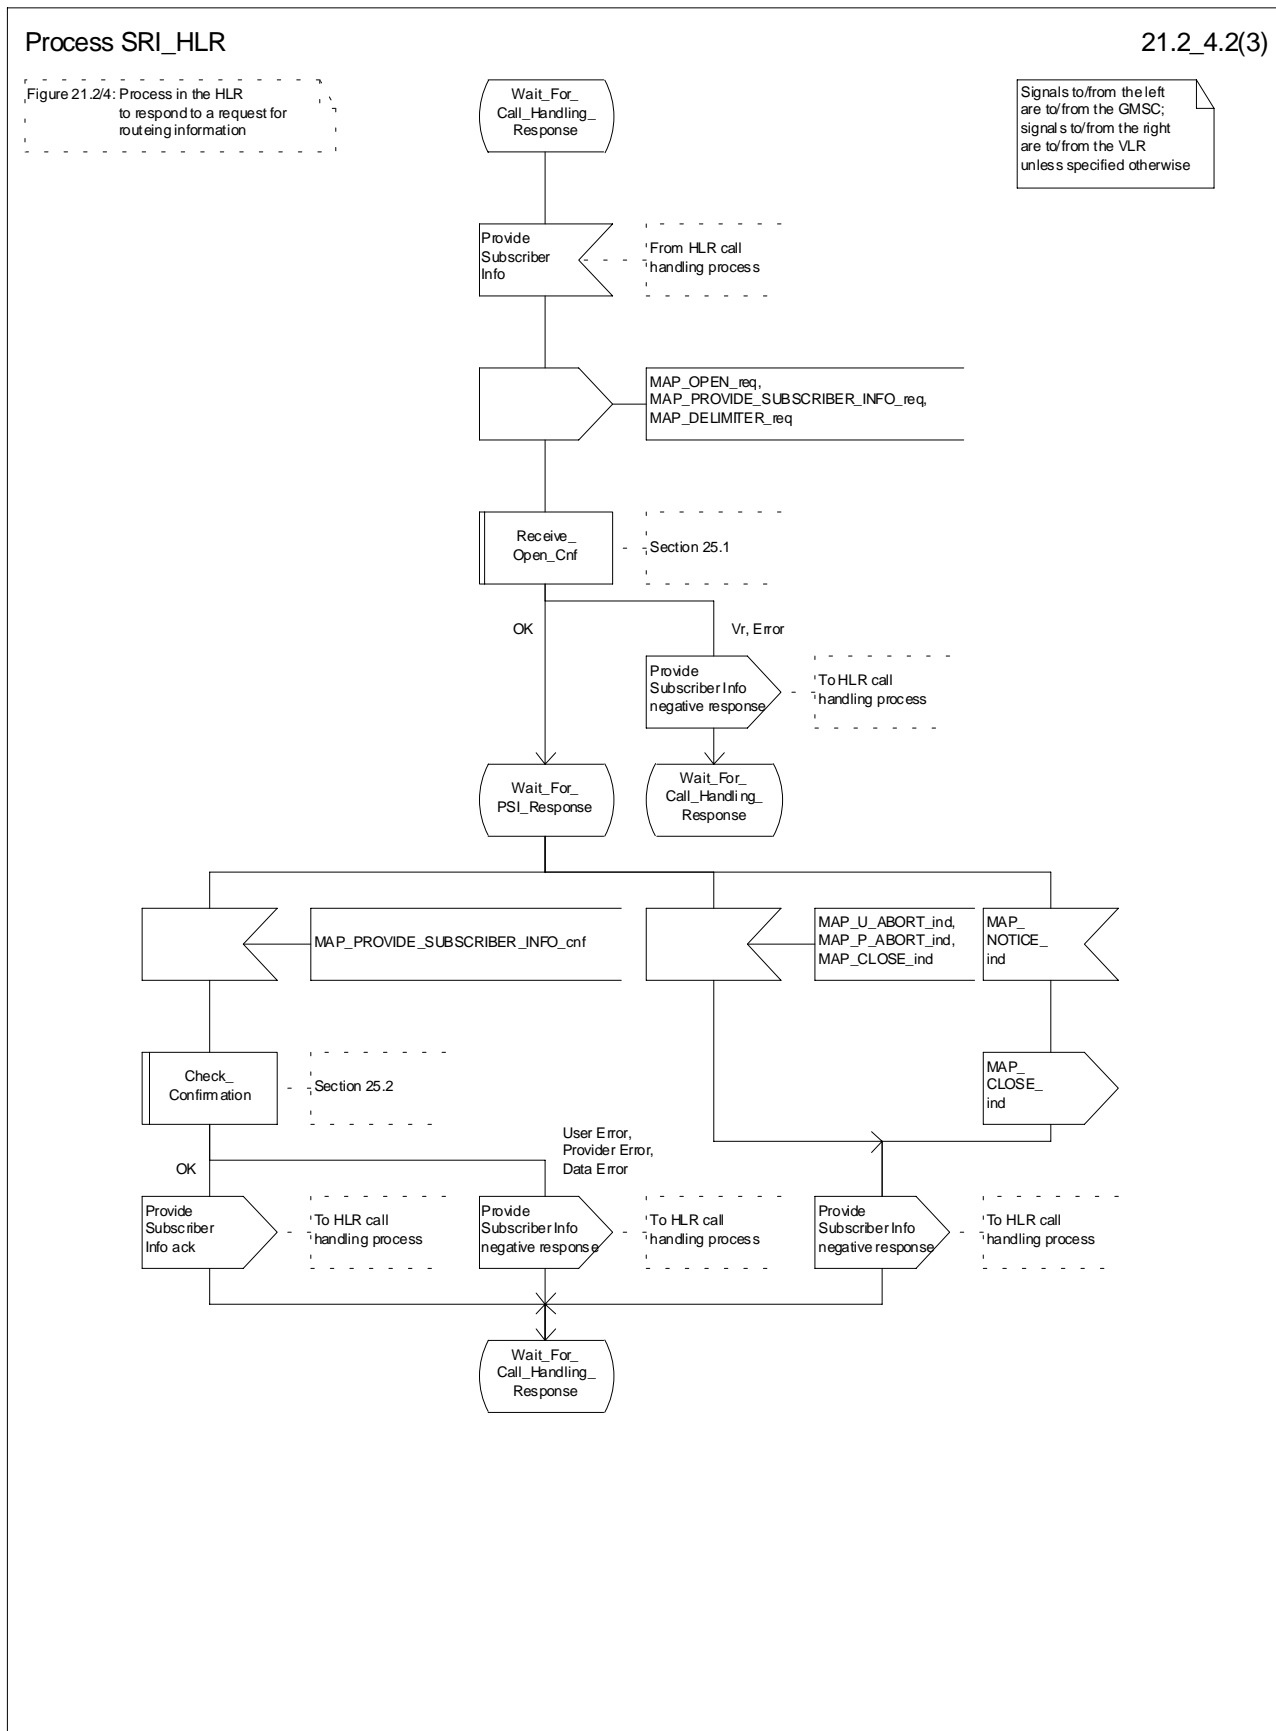 Process SRI_HLR
21.2_4.2(3)
Figure 21.2/4: Process in the HLR
to respond to a request for
routeing information
Wait_For_
Call_Handling_
Response
Signals to/from the left
are to/from the GMSC;
signals to/from the right
are to/from the VLR
unless specified otherwise
Provide
Subscriber
Info
From HLR call
handling process
MAP_OPEN_req,
MAP_PROVIDE_SUBSCRIBER_INFO_req,
MAP_DELIMITER_req
Receive_
Open_Cnf
Section 25.1
OK
Vr, Error
Provide
Subscriber Info
negative response
To HLR call
handling process
Wait_For_
PSI_Response
Wait_For_
Call_Handling_
Response
MAP_PROVIDE_SUBSCRIBER_INFO_cnf
MAP_U_ABORT_ind,
MAP_P_ABORT_ind,
MAP_CLOSE_ind
MAP_
NOTICE_
ind
Check_
Confirmation
Section 25.2
MAP_
CLOSE_
ind
OK
User Error,
Provider Error,
Data Error
Provide
Subscriber
Info ack
To HLR call
handling process
Provide
Subscriber Info
negative response
To HLR call
handling process
Provide
Subscriber Info
negative response
To HLR call
handling process
Wait_For_
Call_Handling_
Response